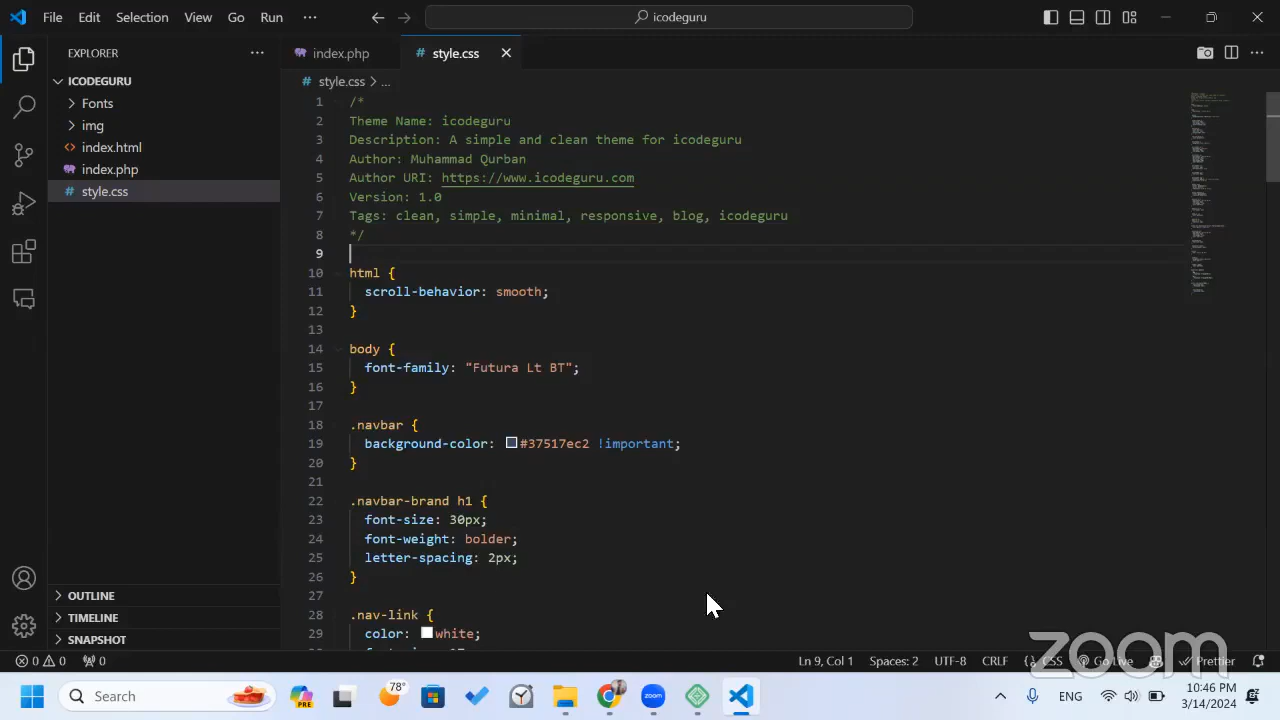 File Edit Selection View Go Run ··· icodeguru
EXPLORER ···
index.php
# style.css
ICODEGURU
Fonts
img
<> index.html
index.php
# style.css
OUTLINE
TIMELINE
SNAPSHOT
# style.css > ...
1 /*
2 Theme Name: icodeguru
3 Description: A simple and clean theme for icodeguru
4 Author: Muhammad Qurban
5 Author URI: https://www.icodeguru.com
6 Version: 1.0
7 Tags: clean, simple, minimal, responsive, blog, icodeguru
8 */
9
10 html {
11 scroll-behavior: smooth;
12 }
13
14 body {
15 font-family: "Futura Lt BT";
16 }
17
18 .navbar {
19 background-color: #37517ec2 !important;
20 }
21
22 .navbar-brand h1 {
23 font-size: 30px;
24 font-weight: bolder;
25 letter-spacing: 2px;
26 }
27
28 .nav-link {
29 color: white;
zoom
0 0 0 Ln 9, Col 1 Spaces: 2 UTF-8 CRLF {} CSS Go Live Prettier
Search
PRE
78°
zoom
ENG
10:46 PM
3/14/2024